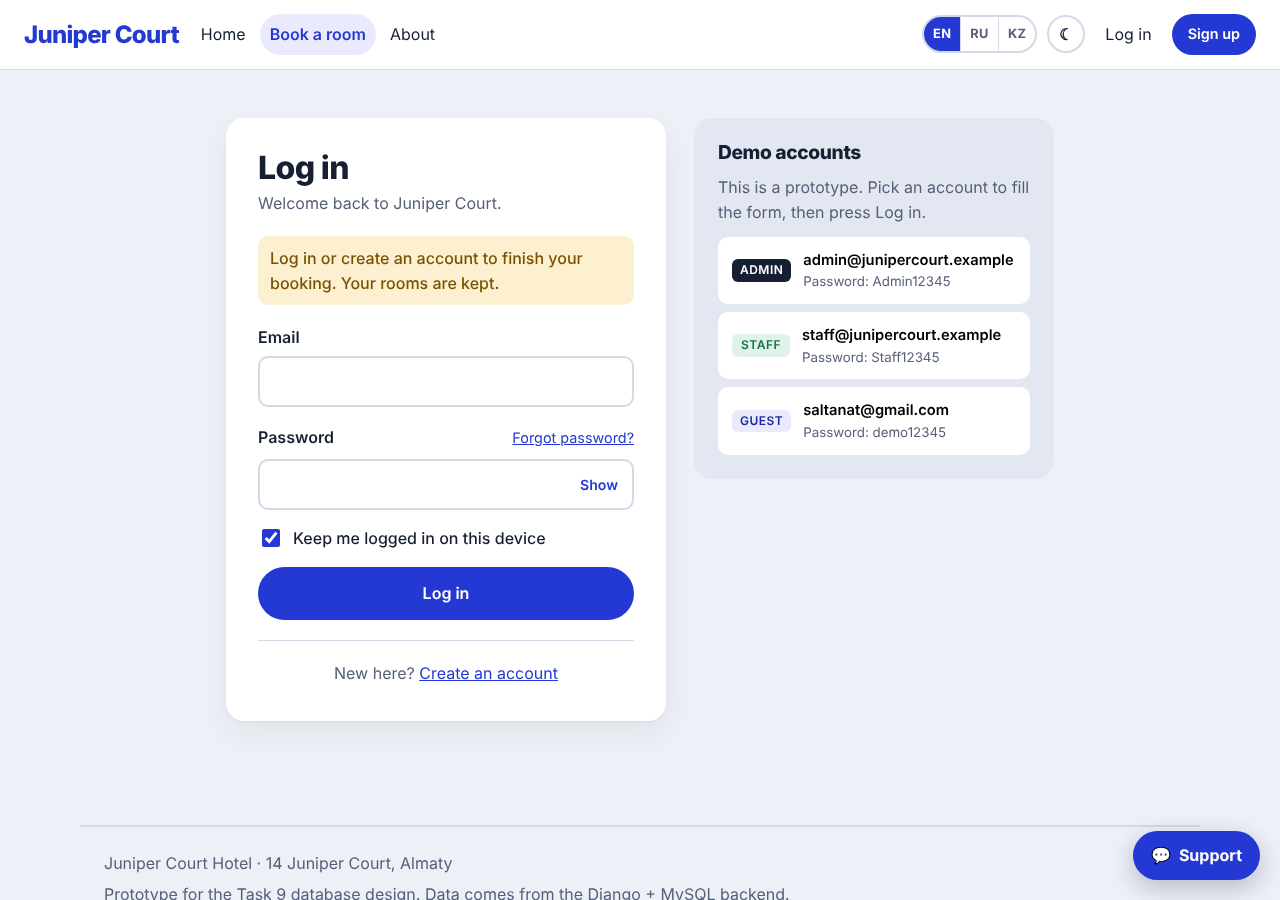 Juniper Court
Home
Book a room
About
EN
RU
KZ
Log in
Sign up
Log in
Welcome back to Juniper Court.
Log in or create an account to finish your
booking. Your rooms are kept.
Email
Password
Forgot password?
Show
Keep me logged in on this device
Log in
New here? Create an account
Demo accounts
This is a prototype. Pick an account to fill
the form, then press Log in.
ADMIN
admin@junipercourt.example
Password: Admin12345
STAFF
staff@junipercourt.example
Password: Staff12345
GUEST
saltanat@gmail.com
Password: demo12345
Juniper Court Hotel · 14 Juniper Court, Almaty
Prototype for the Task 9 database design. Data comes from the Django + MySQL backend.
Support